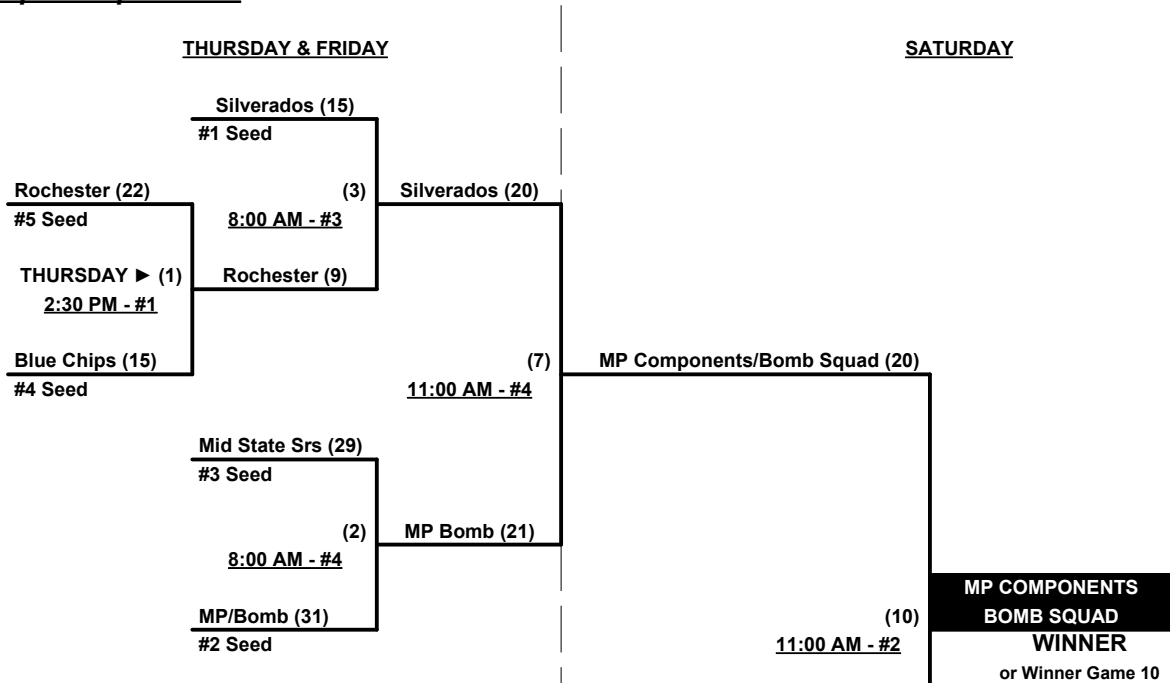 THURSDAY & FRIDAY
SATURDAY
Silverados (15)
#1 Seed
Rochester (22)
(3)
Silverados (20)
#5 Seed
8:00 AM - #3
THURSDAY ► (1)
Rochester (9)
2:30 PM - #1
Blue Chips (15)
(7)
MP Components/Bomb Squad (20)
#4 Seed
11:00 AM - #4
Mid State Srs (29)
#3 Seed
(2)
MP Bomb (21)
8:00 AM - #4
MP COMPONENTS
MP/Bomb (31)
(10)
BOMB SQUAD
#2 Seed
11:00 AM - #2
WINNER
or Winner Game 10